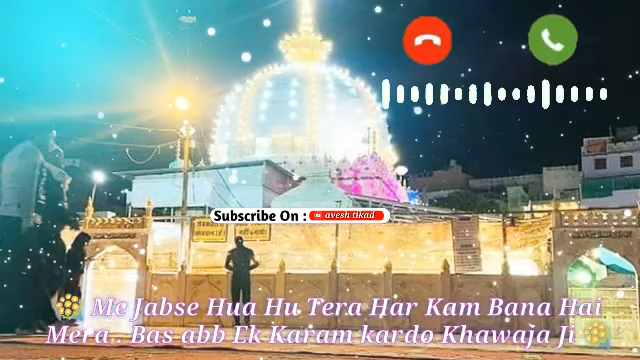 Subscribe On : avesh tikad
Me Jabse Hua Hu Tera Har Kam Bana Hai
Mera . Bas abb Ek Karam kardo Khawaja Ji